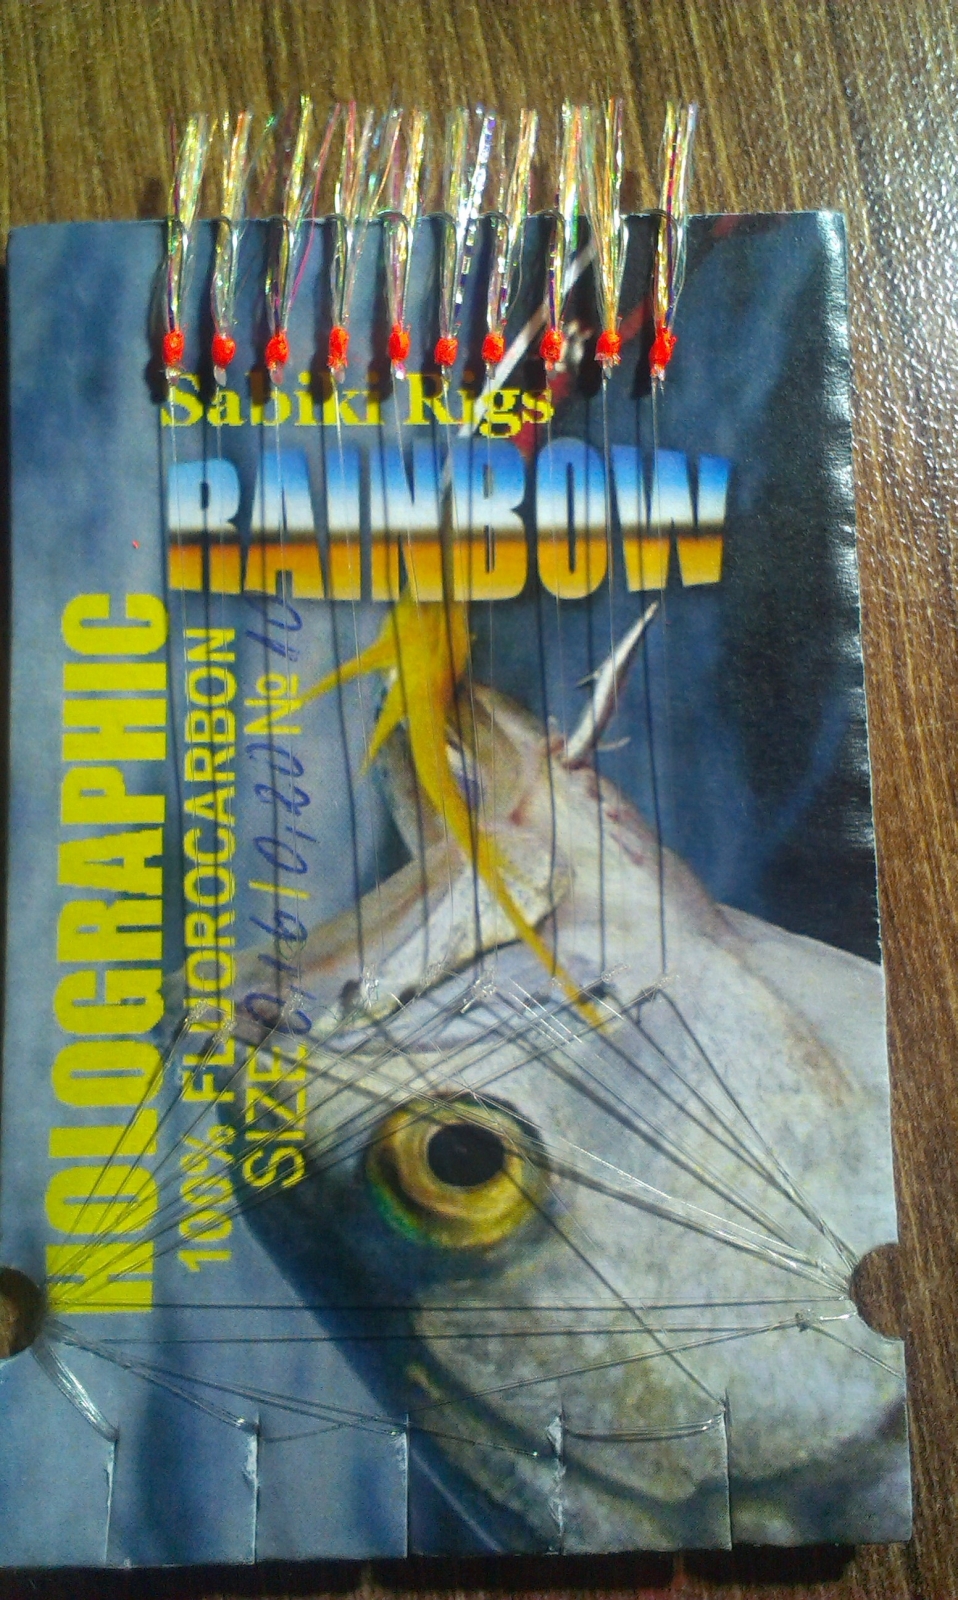 Sabiki Rigs
RAINBOW
HOLOGRAPHIC
100% FLUOROCARBON
SIZE 0,16/0,20 № 10